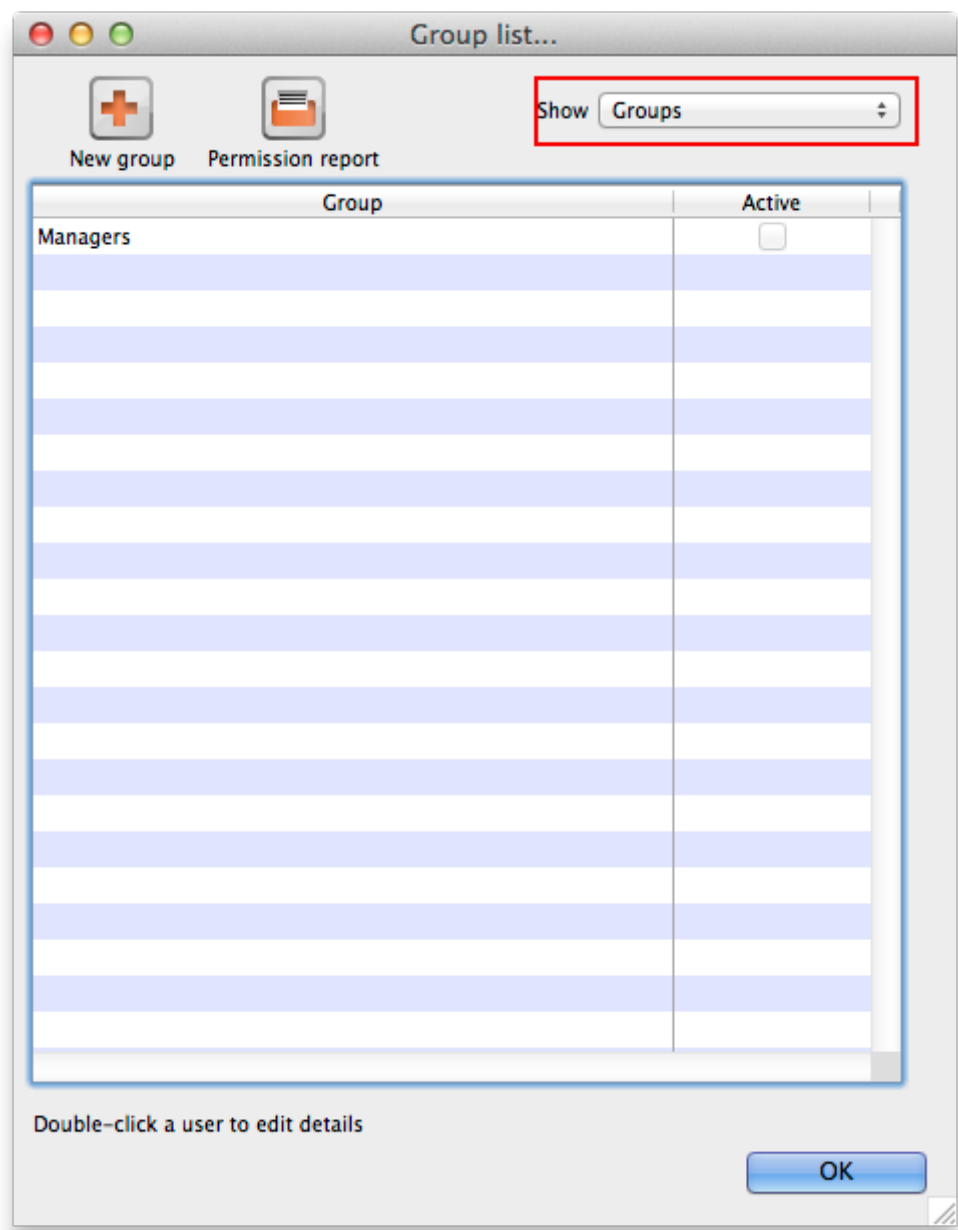 Group list...
Show Groups
New group Permission report
Group Active
Managers
Double-click a user to edit details
OK